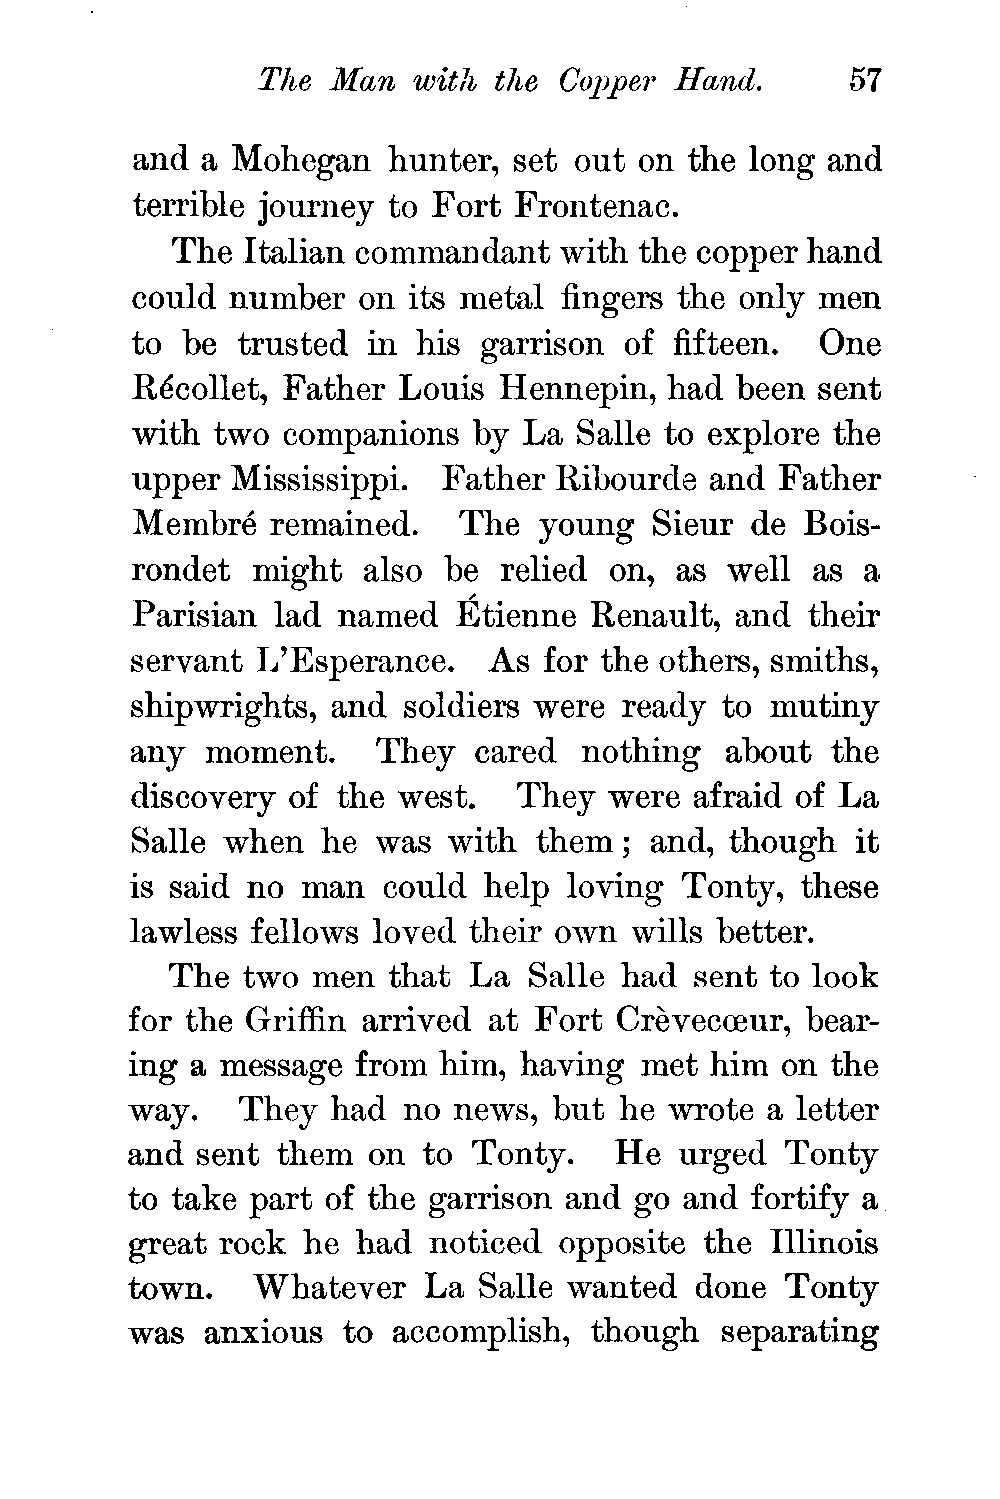 The Man with the Copper Hand. 57
and a Mohegan hunter, set out on the long and
terrible journey to Fort Frontenac.
The Italian commandant with the copper hand
could number on its metal fingers the only men
to be trusted in his garrison of fifteen. One
Récollet, Father Louis Hennepin, had been sent
with two companions by La Salle to explore the
upper Mississippi. Father Ribourde and Father
Membré remained. The young Sieur de Bois-
rondet might also be relied on, as well as a
Parisian lad named Étienne Renault, and their
servant L'Esperance. As for the others, smiths,
shipwrights, and soldiers were ready to mutiny
any moment. They cared nothing about the
discovery of the west. They were afraid of La
Salle when he was with them; and, though it
is said no man could help loving Tonty, these
lawless fellows loved their own wills better.
The two men that La Salle had sent to look
for the Griffin arrived at Fort Crèvecœur, bear-
ing a message from him, having met him on the
way. They had no news, but he wrote a letter
and sent them on to Tonty. He urged Tonty
to take part of the garrison and go and fortify a
great rock he had noticed opposite the Illinois
town. Whatever La Salle wanted done Tonty
was anxious to accomplish, though separating